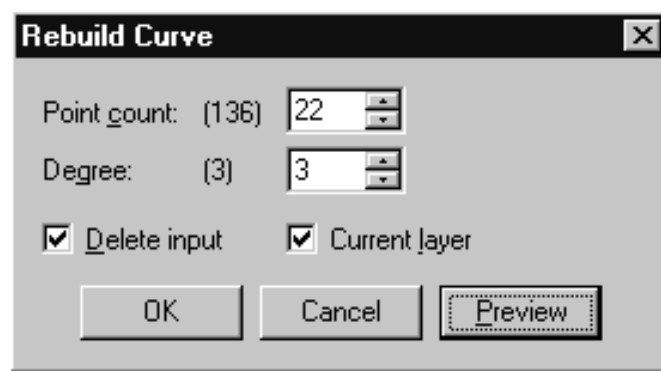 Rebuild Curve
Point count: (136) 22
Degree: (3) 3
Delete input Current layer
OK Cancel Preview